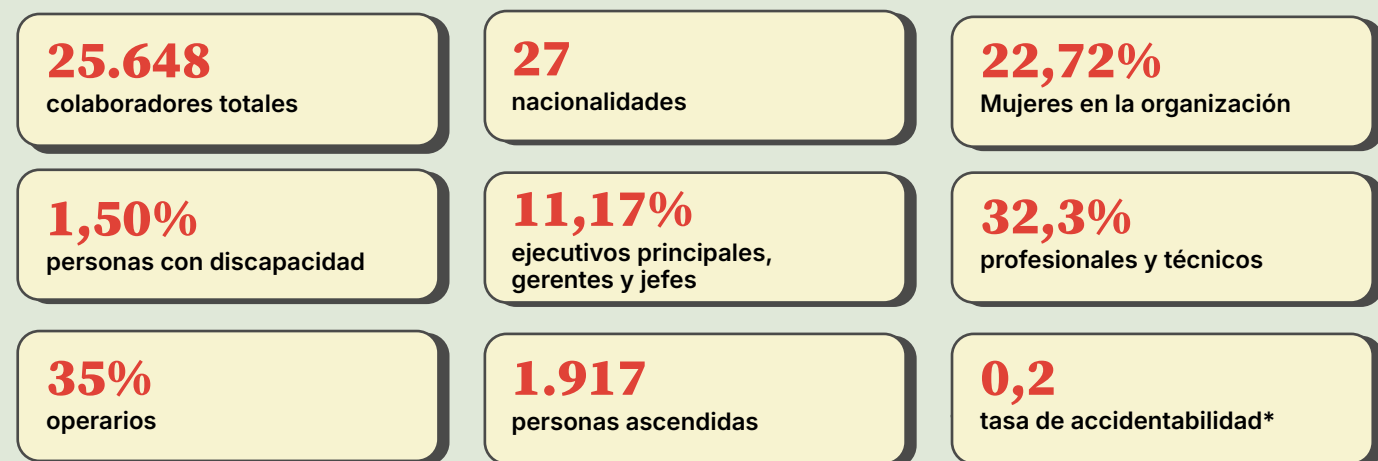 25.648
colaboradores totales
27
nacionalidades
22,72%
Mujeres en la organización
1,50%
personas con discapacidad
11,17%
ejecutivos principales,
gerentes y jefes
32,3%
profesionales y técnicos
35%
operarios
1.917
personas ascendidas
0,2
tasa de accidentabilidad*